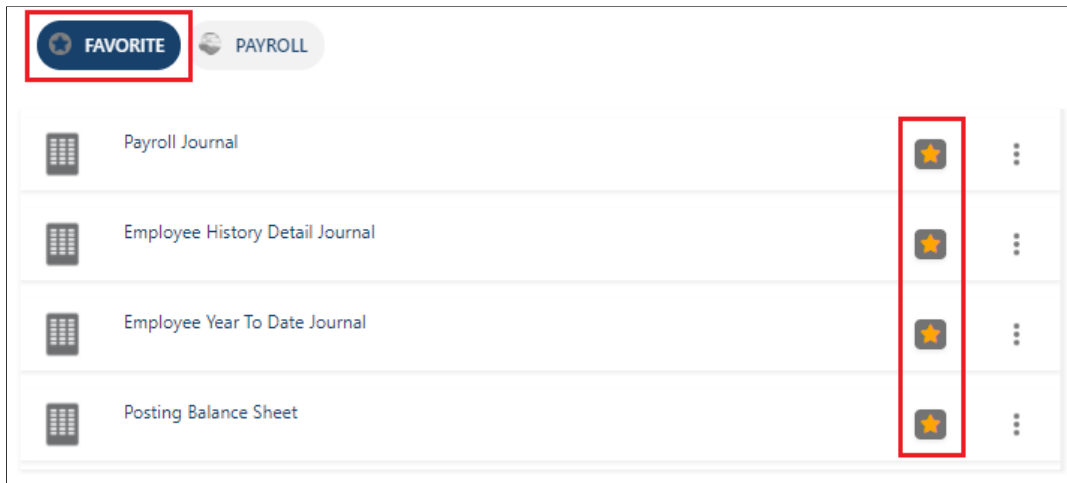 FAVORITE PAYROLL
Payroll Journal
Employee History Detail Journal
Employee Year To Date Journal
Posting Balance Sheet